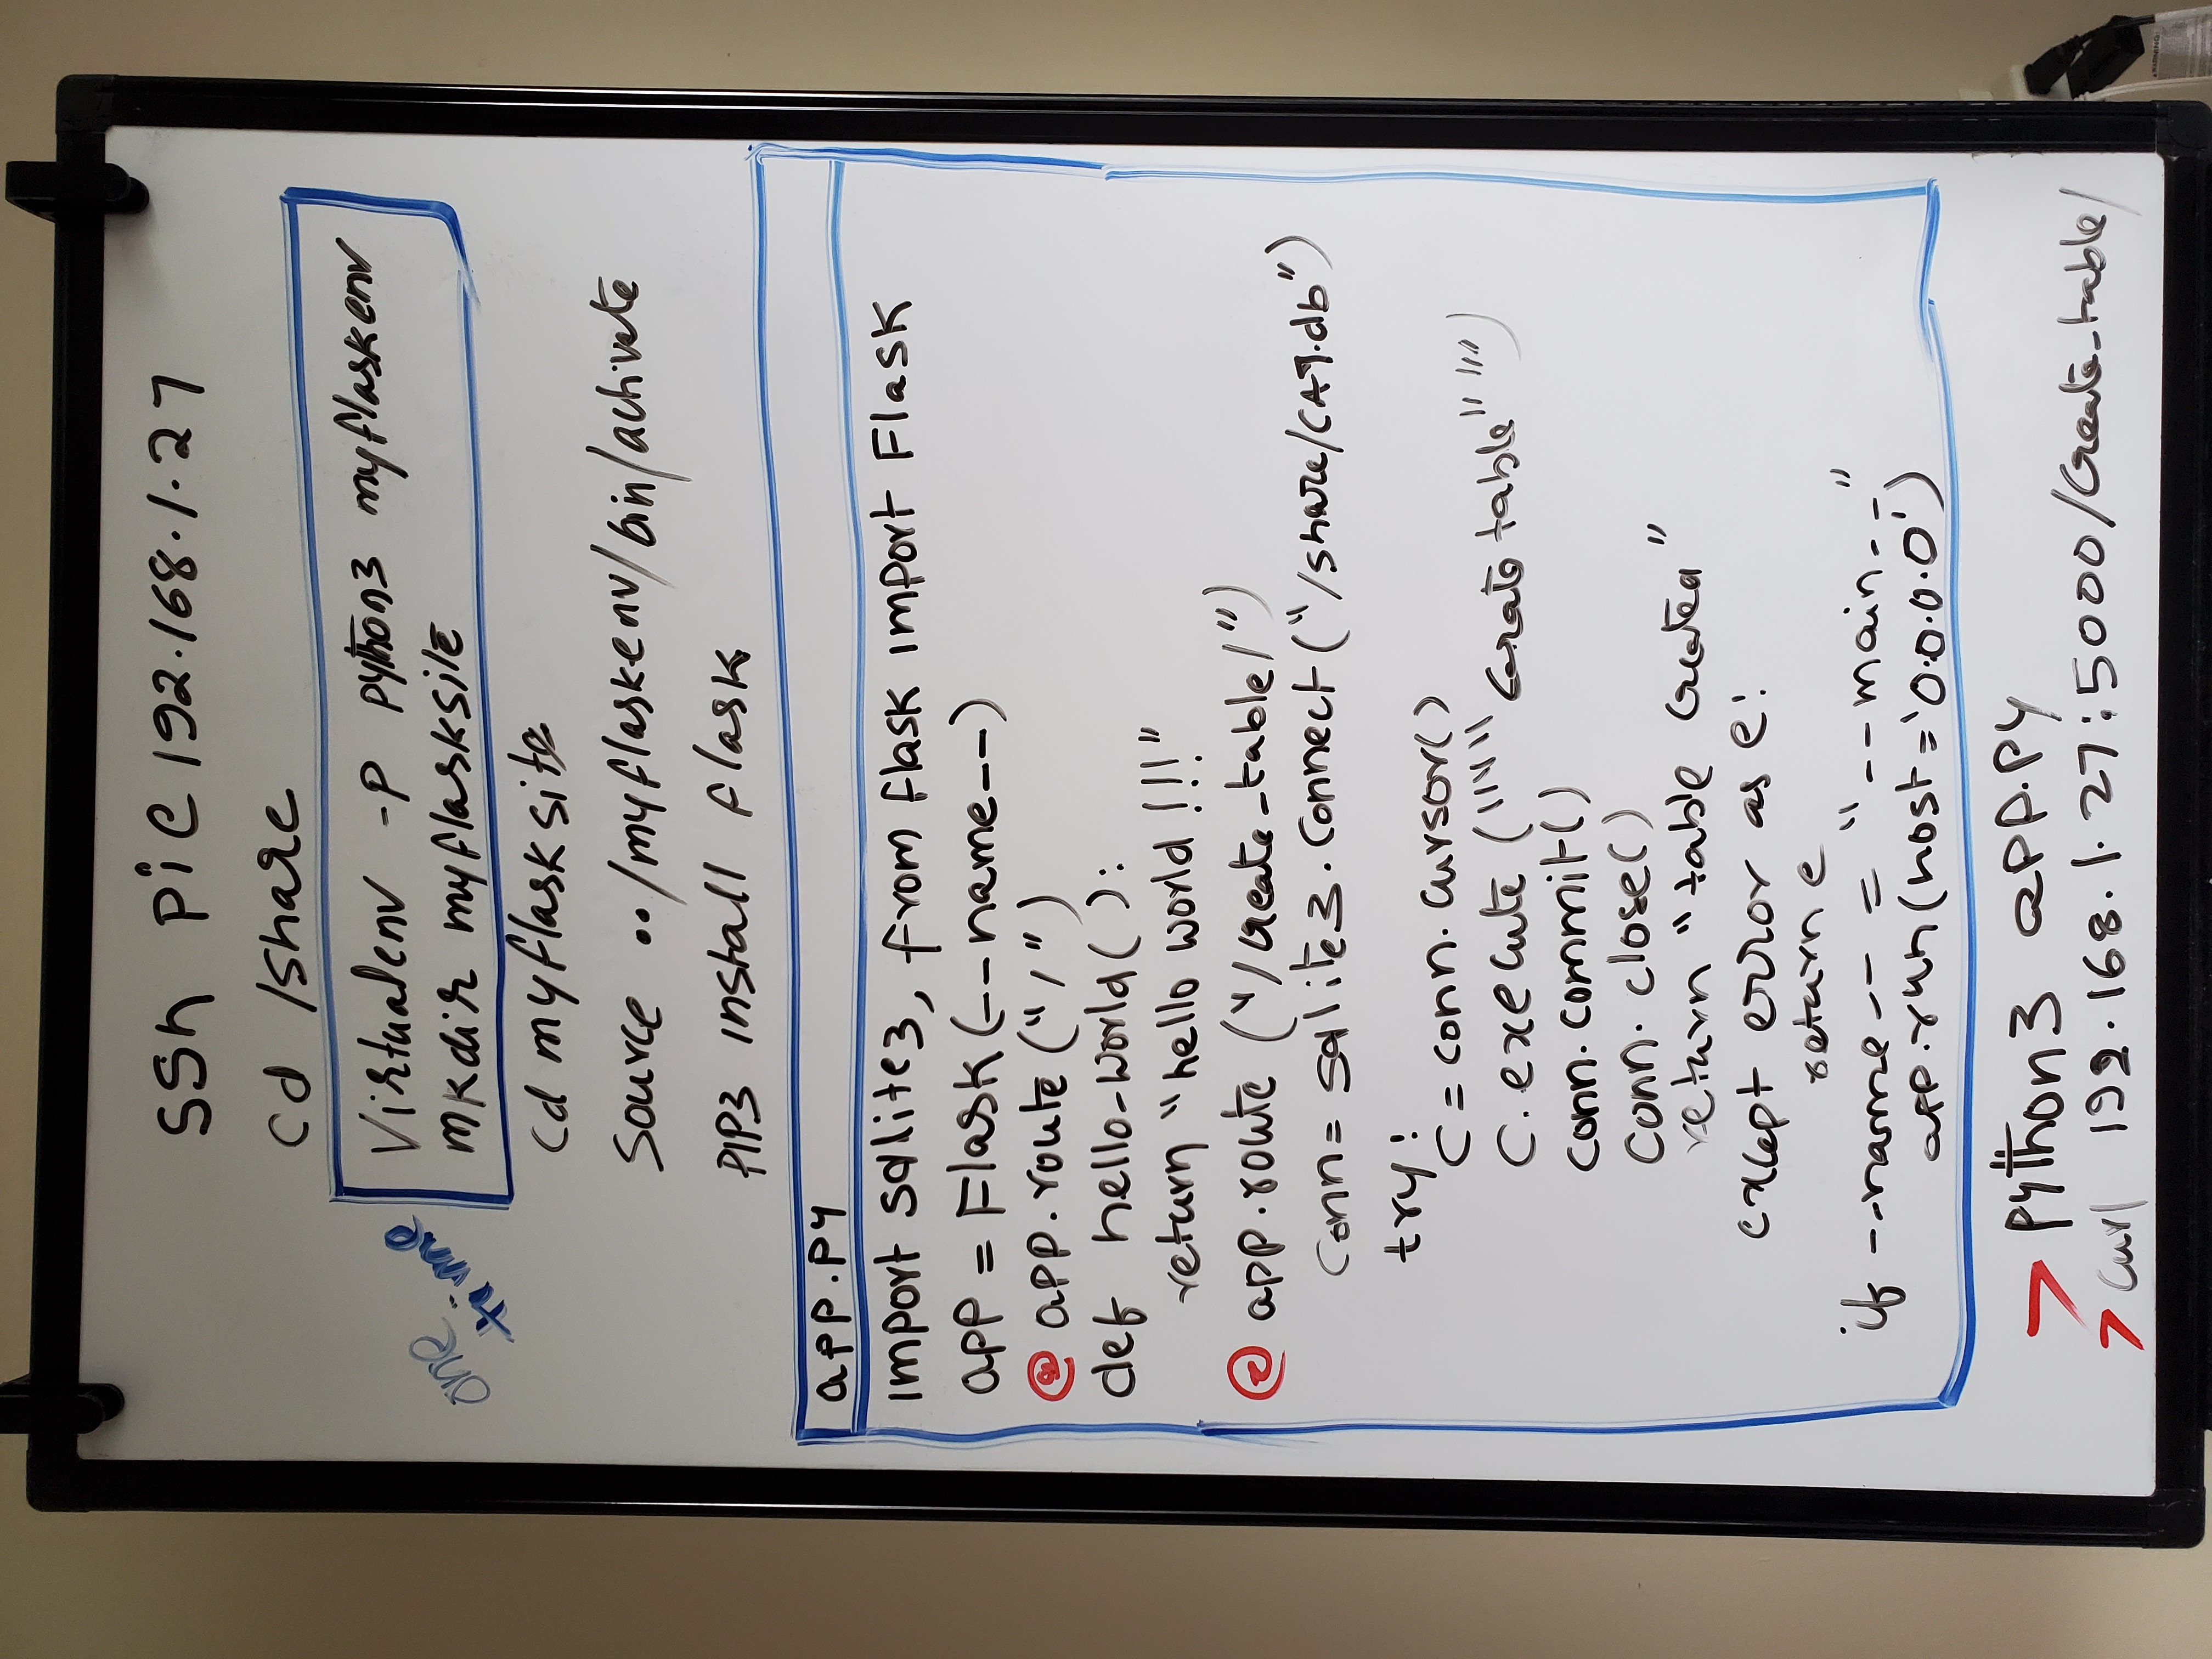 ssh pi@192.168.1.27
cd /share
one time
Virtualenv -p python3 myflaskenv
mkdir myflasksite
cd myflasksite
Source ../myflaskenv/bin/activate
PIP3 install flask
app.py
import sqlite3, from flask import Flask
app = Flask(--name--)
@ app.route("/")
def hello-world():
return "hello world !!!"
@ app.route ("/create_table/")
Conn= sqlite3.Connect("/share/CAT.db")
try:
C = conn.cursor()
C.execute (""" Create table" "")
conn.commit()
conn.close()
return "table created"
except error as e:
return e
if --name-- = "--main--"
app.run(host='0.0.0.0')
> python3 app.py
> curl 192.168.1.27:5000/Create_table/
WARNING